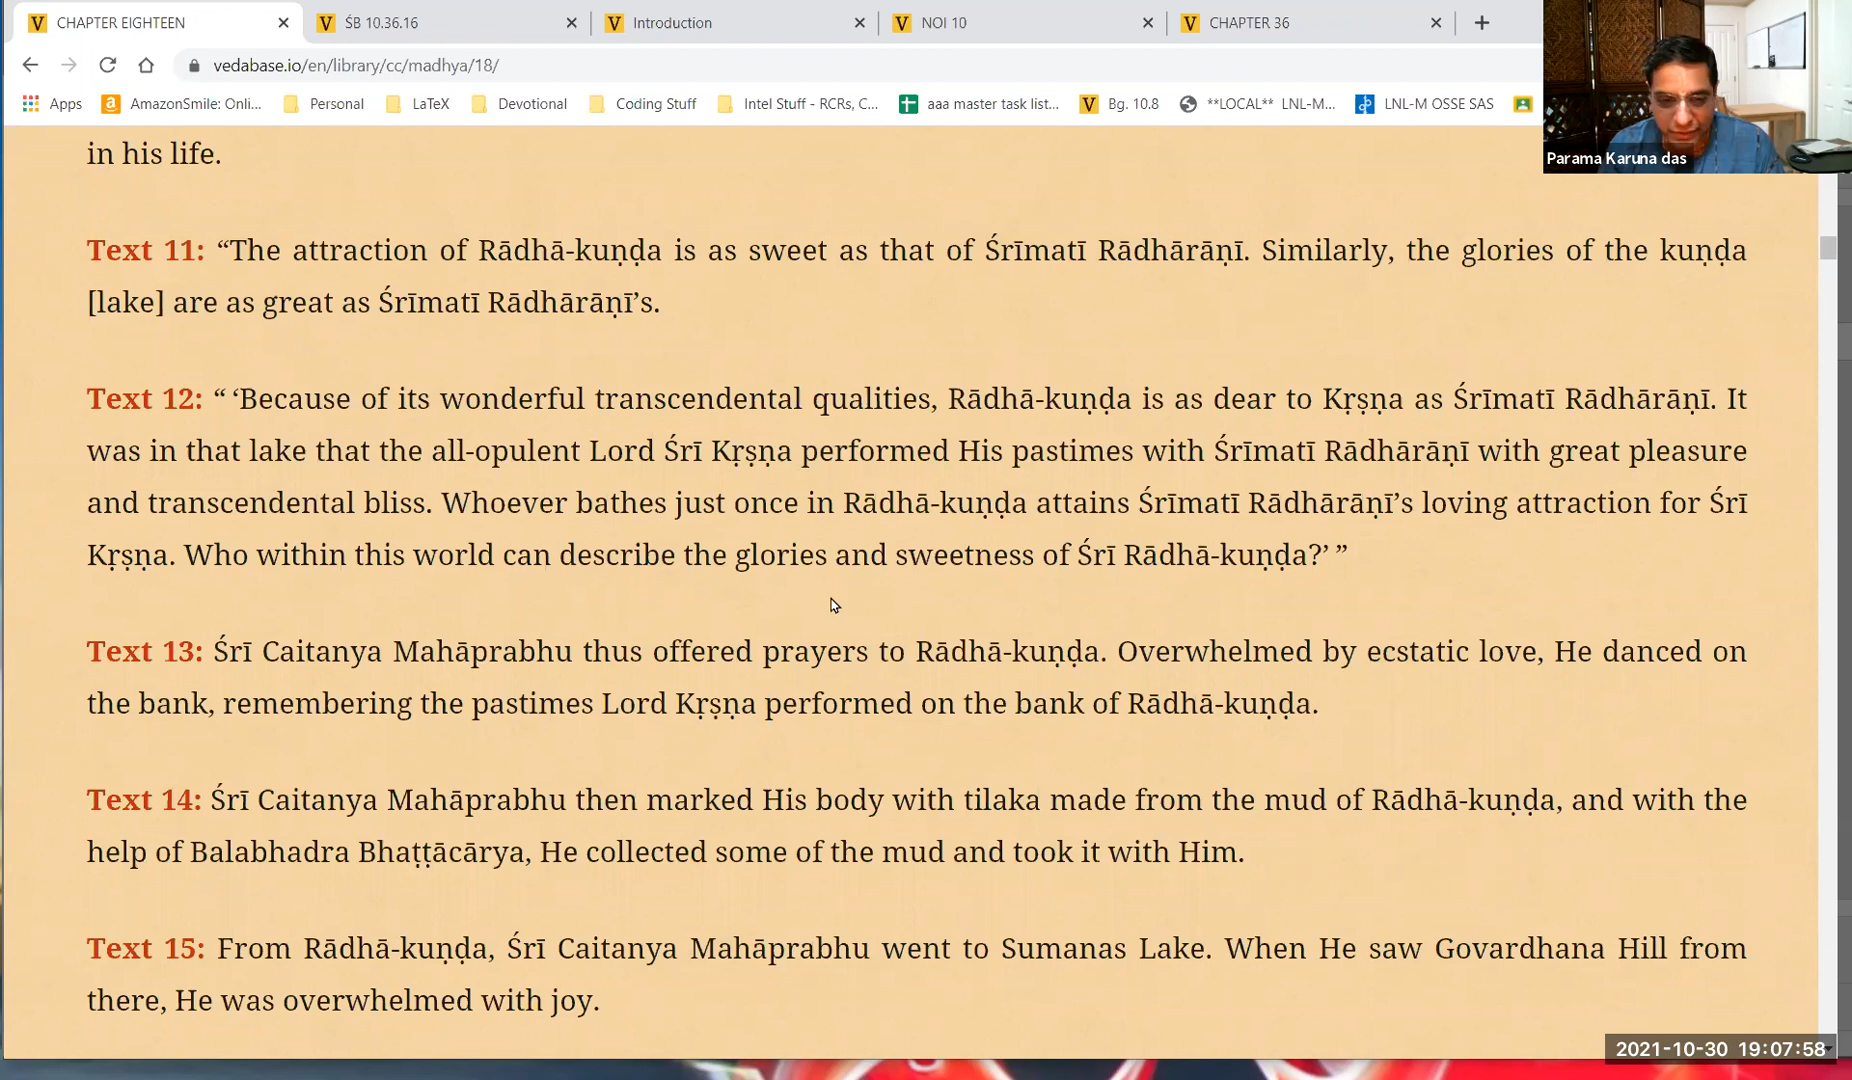 CHAPTER EIGHTEEN
ŚB 10.36.16
Introduction
NOI 10
CHAPTER 36
vedabase.io/en/library/cc/madhya/18/
Apps
AmazonSmile: Onli...
Personal
LaTeX
Devotional
Coding Stuff
Intel Stuff - RCRs, C...
aaa master task list...
Bg. 10.8
**LOCAL** LNL-M...
LNL-M OSSE SAS
Parama Karuna das
in his life.
Text 11: “The attraction of Rādhā-kuṇḍa is as sweet as that of Śrīmatī Rādhārāṇī. Similarly, the glories of the kuṇḍa
[lake] are as great as Śrīmatī Rādhārāṇī’s.
Text 12: “ ‘Because of its wonderful transcendental qualities, Rādhā-kuṇḍa is as dear to Kṛṣṇa as Śrīmatī Rādhārāṇī. It
was in that lake that the all-opulent Lord Śrī Kṛṣṇa performed His pastimes with Śrīmatī Rādhārāṇī with great pleasure
and transcendental bliss. Whoever bathes just once in Rādhā-kuṇḍa attains Śrīmatī Rādhārāṇī’s loving attraction for Śrī
Kṛṣṇa. Who within this world can describe the glories and sweetness of Śrī Rādhā-kuṇḍa?’ ”
Text 13: Śrī Caitanya Mahāprabhu thus offered prayers to Rādhā-kuṇḍa. Overwhelmed by ecstatic love, He danced on
the bank, remembering the pastimes Lord Kṛṣṇa performed on the bank of Rādhā-kuṇḍa.
Text 14: Śrī Caitanya Mahāprabhu then marked His body with tilaka made from the mud of Rādhā-kuṇḍa, and with the
help of Balabhadra Bhaṭṭācārya, He collected some of the mud and took it with Him.
Text 15: From Rādhā-kuṇḍa, Śrī Caitanya Mahāprabhu went to Sumanas Lake. When He saw Govardhana Hill from
there, He was overwhelmed with joy.
2021-10-30 19:07:58